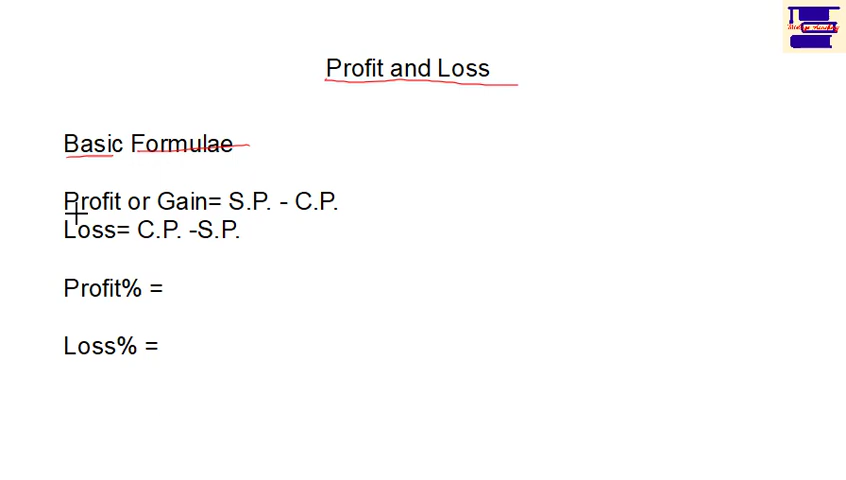 Profit and Loss
Basic Formulae
Profit or Gain= S.P. - C.P.
Loss= C.P. -S.P.
Profit% =
Loss% =